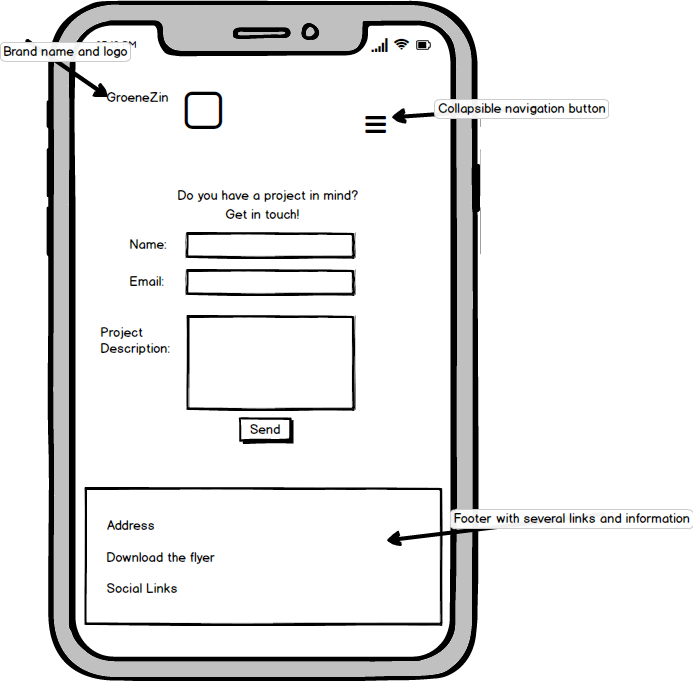 Brand name and logo
GroeneZin
Collapsible navigation button
Do you have a project in mind?
Get in touch!
Name:
Email:
Project
Description:
Send
Footer with several links and information
Address
Download the flyer
Social Links